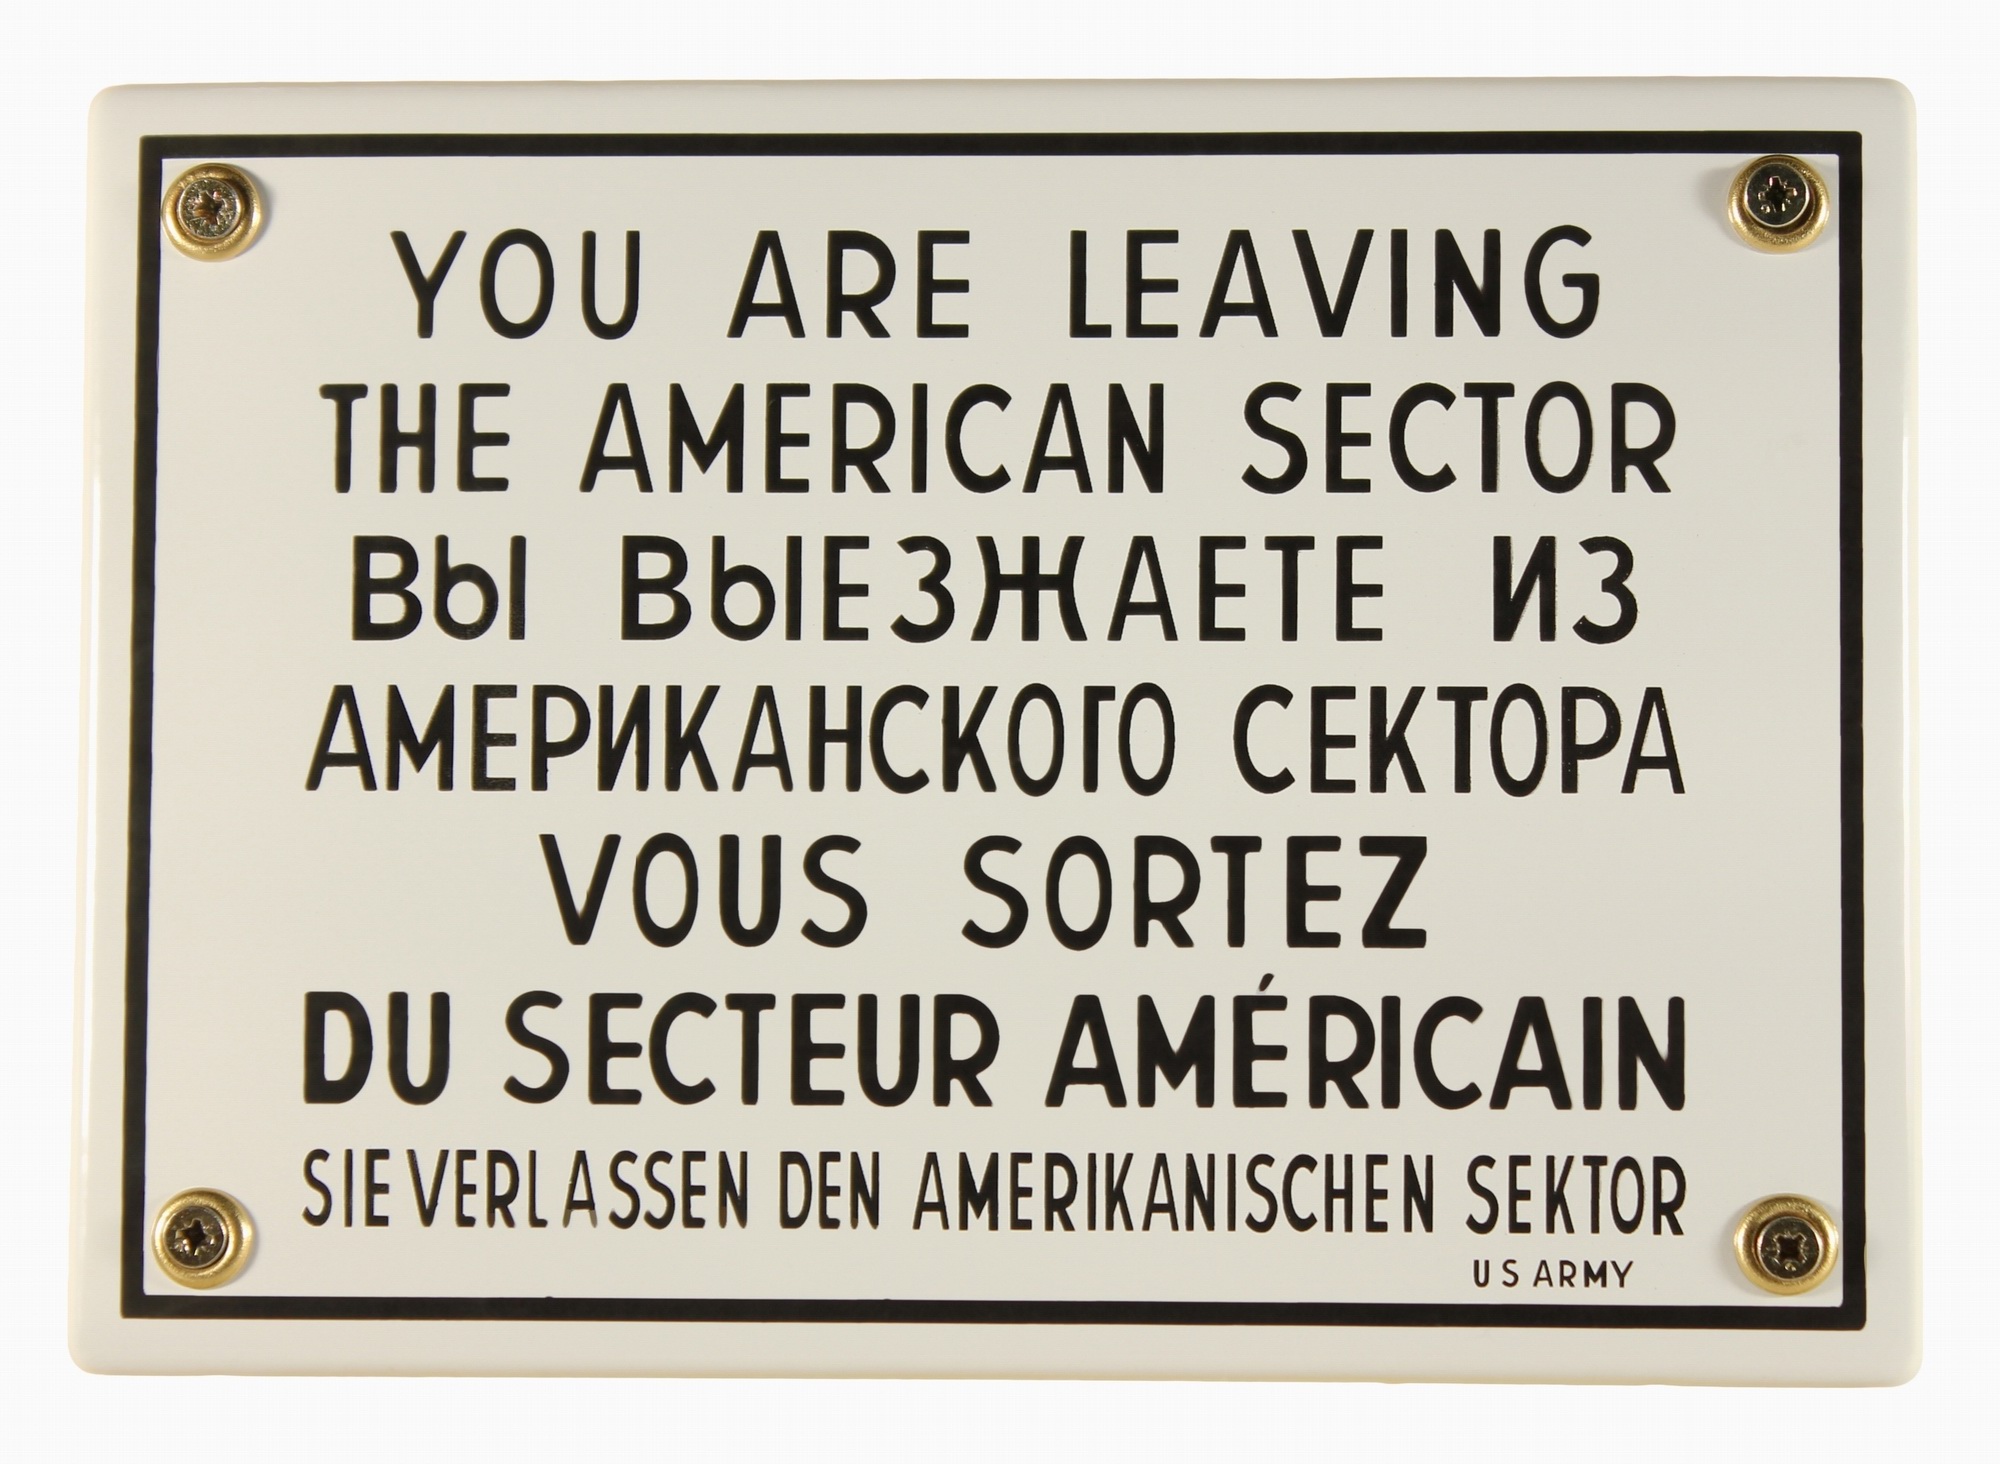 YOU ARE LEAVING
THE AMERICAN SECTOR
ВЫ ВЫЕЗЖАЕТЕ ИЗ
АМЕРИКАНСКОГО СЕКТОРА
VOUS SORTEZ
DU SECTEUR AMÉRICAIN
SIE VERLASSEN DEN AMERIKANISCHEN SEKTOR
US ARMY